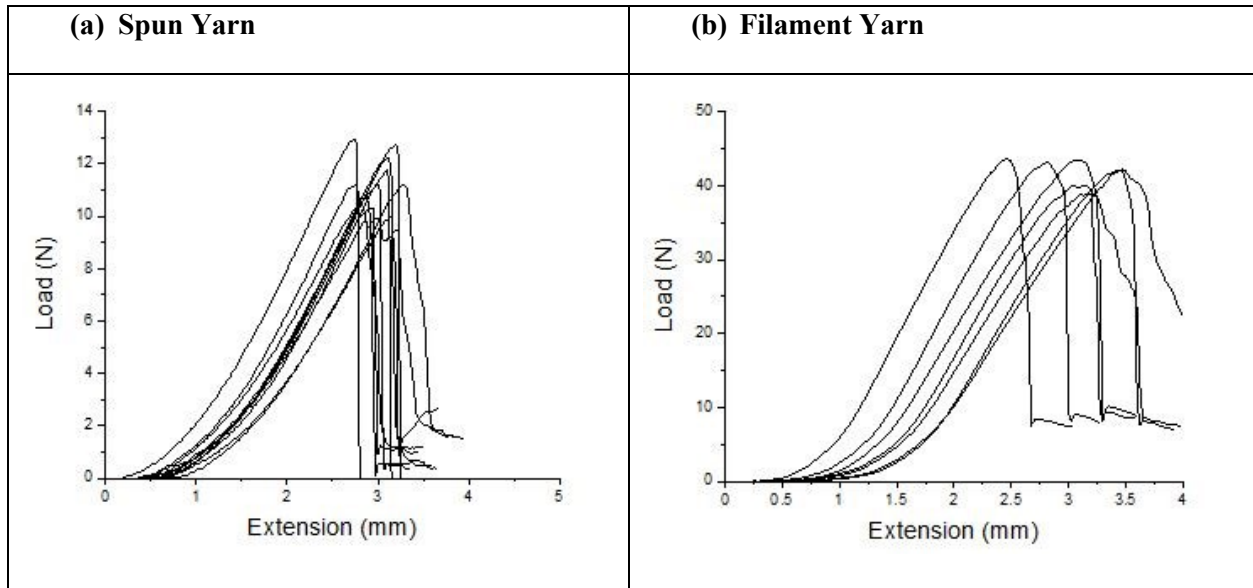 (a) Spun Yarn
(b) Filament Yarn
14
12
10
8
6
4
2
0
Load (N)
0 1 2 3 4 5
Extension (mm)
50
40
30
20
10
0
Load (N)
0 0.5 1 1.5 2 2.5 3 3.5 4
Extension (mm)